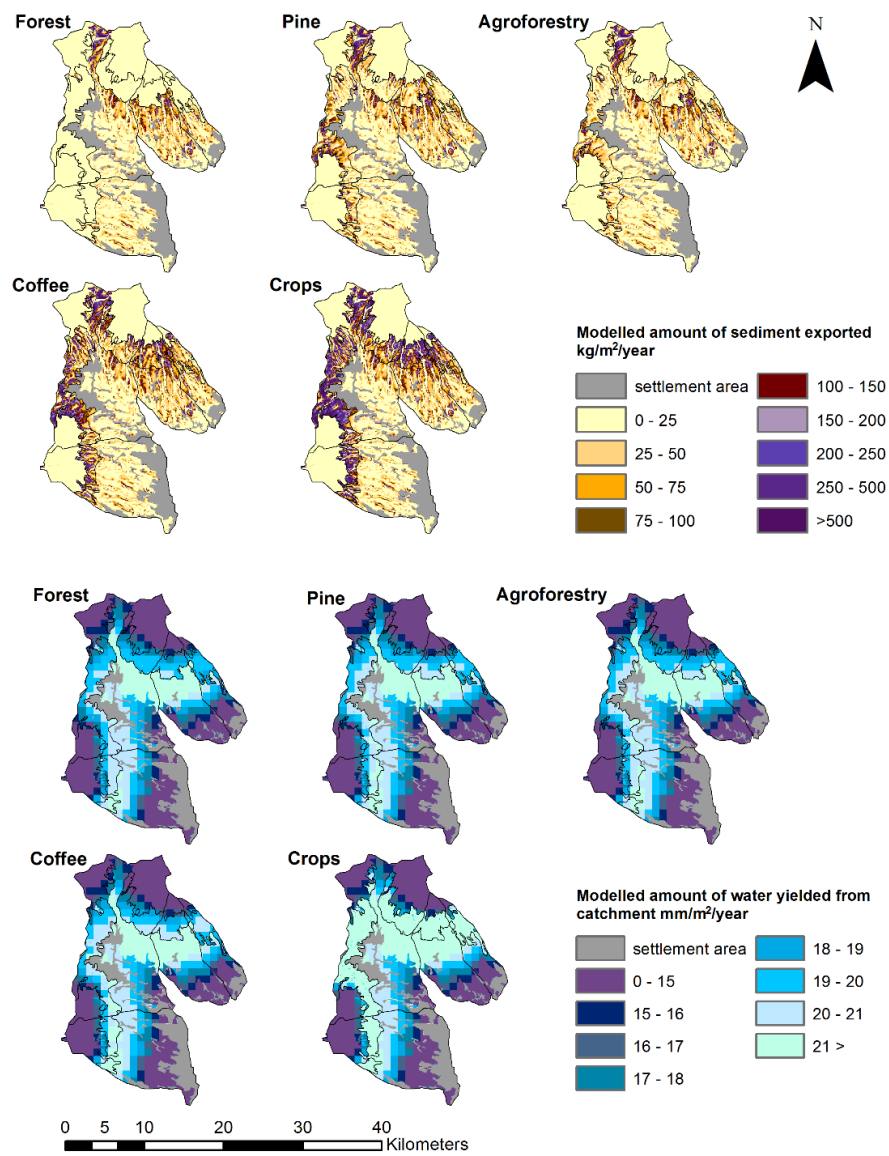 Forest
Pine
Agroforestry
N
Coffee
Crops
Modelled amount of sediment exported
kg/m²/year
settlement area
100 - 150
0 - 25
150 - 200
25 - 50
200 - 250
50 - 75
250 - 500
75 - 100
>500
Forest
Pine
Agroforestry
Coffee
Crops
Modelled amount of water yielded from
catchment mm/m²/year
settlement area
18 - 19
0 - 15
19 - 20
15 - 16
20 - 21
16 - 17
21 >
17 - 18
0 5 10 20 30 40
Kilometers